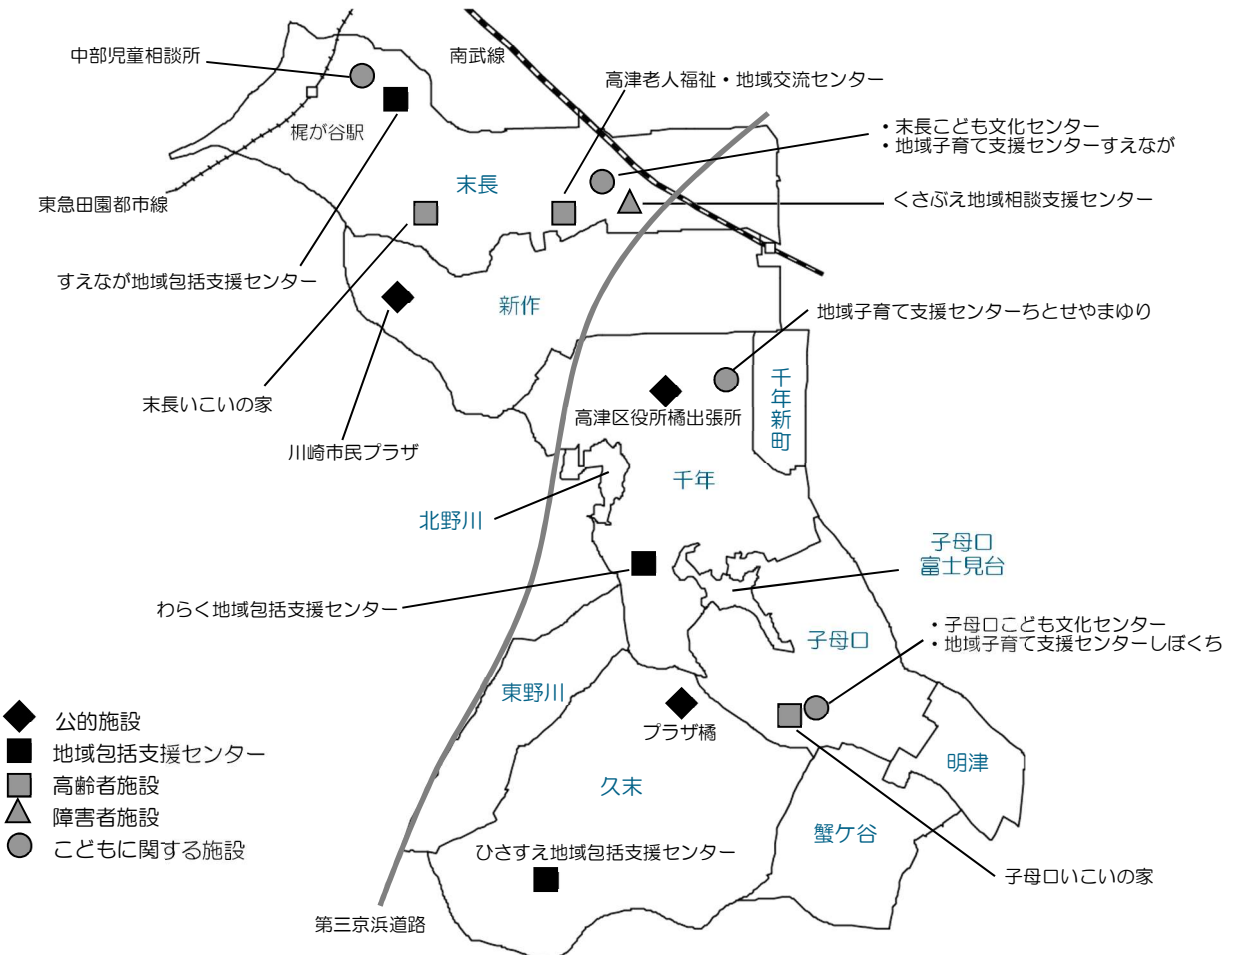 中部児童相談所
南武線
高津老人福祉・地域交流センター
・末長こども文化センター
・地域子育て支援センターすえなが
梶が谷駅
末長
東急田園都市線
くさぶえ地域相談支援センター
すえなが地域包括支援センター
新作
地域子育て支援センターちとせやまゆり
千年新町
末長いこいの家
高津区役所橘出張所
川崎市民プラザ
千年
北野川
子母口
富士見台
わらく地域包括支援センター
・子母口こども文化センター
・地域子育て支援センターしぼくち
子母口
東野川
プラザ橘
明津
久末
蟹ケ谷
公的施設
地域包括支援センター
高齢者施設
障害者施設
こどもに関する施設
ひさすえ地域包括支援センター
子母口いこいの家
第三京浜道路